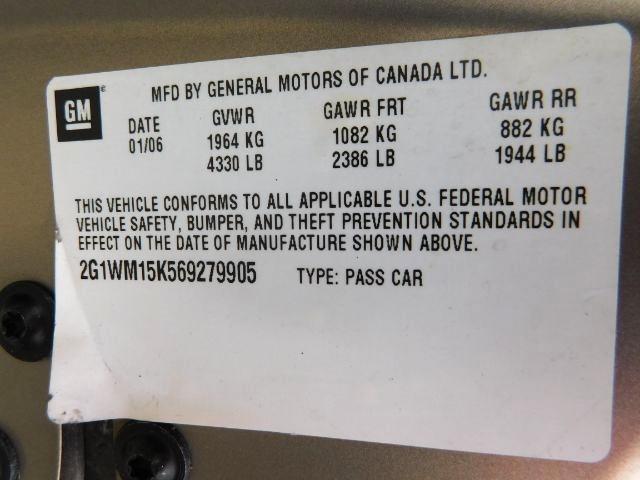 GM
MFD BY GENERAL MOTORS OF CANADA LTD.
DATE GVWR GAWR FRT GAWR RR
01/06 1964 KG 1082 KG 882 KG
4330 LB 2386 LB 1944 LB
THIS VEHICLE CONFORMS TO ALL APPLICABLE U.S. FEDERAL MOTOR
VEHICLE SAFETY, BUMPER, AND THEFT PREVENTION STANDARDS IN
EFFECT ON THE DATE OF MANUFACTURE SHOWN ABOVE.
2G1WM15K569279905 TYPE: PASS CAR